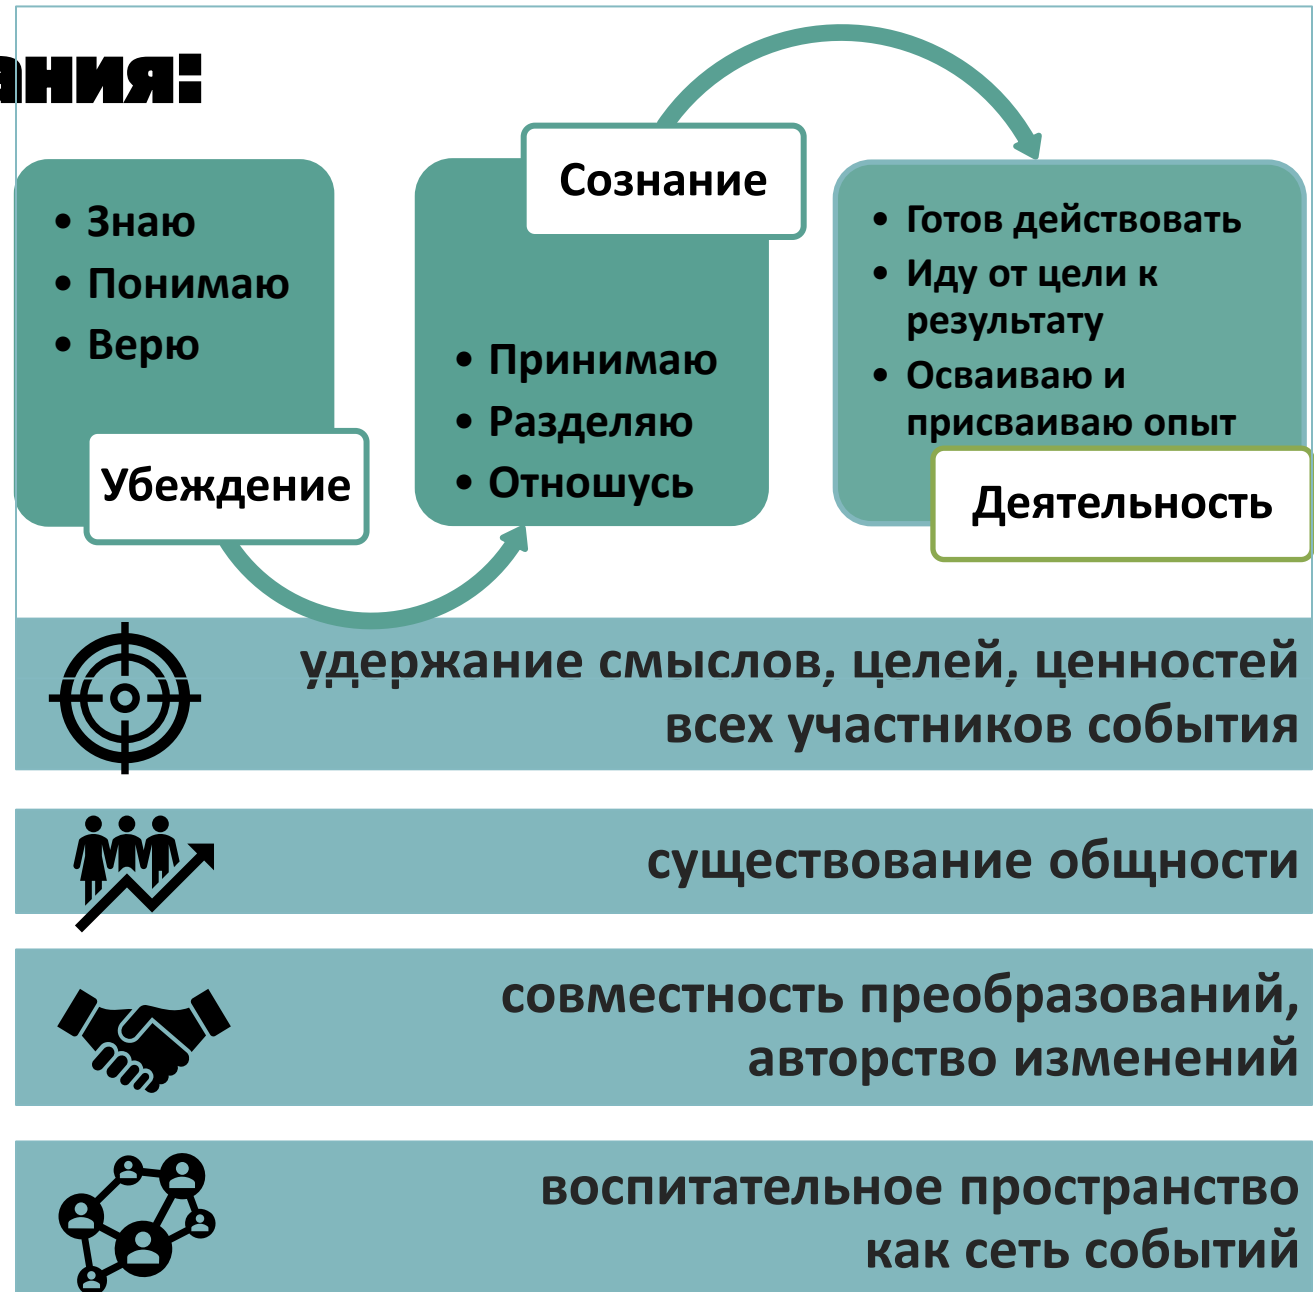 ания:
• Знаю
• Понимаю
• Верю
Убеждение
Сознание
• Принимаю
• Разделяю
• Отношусь
• Готов действовать
• Иду от цели к
результату
• Осваиваю и
присваиваю опыт
Деятельность
удержание смыслов, целей, ценностей
всех участников события
существование общности
совместность преобразований,
авторство изменений
воспитательное пространство
как сеть событий